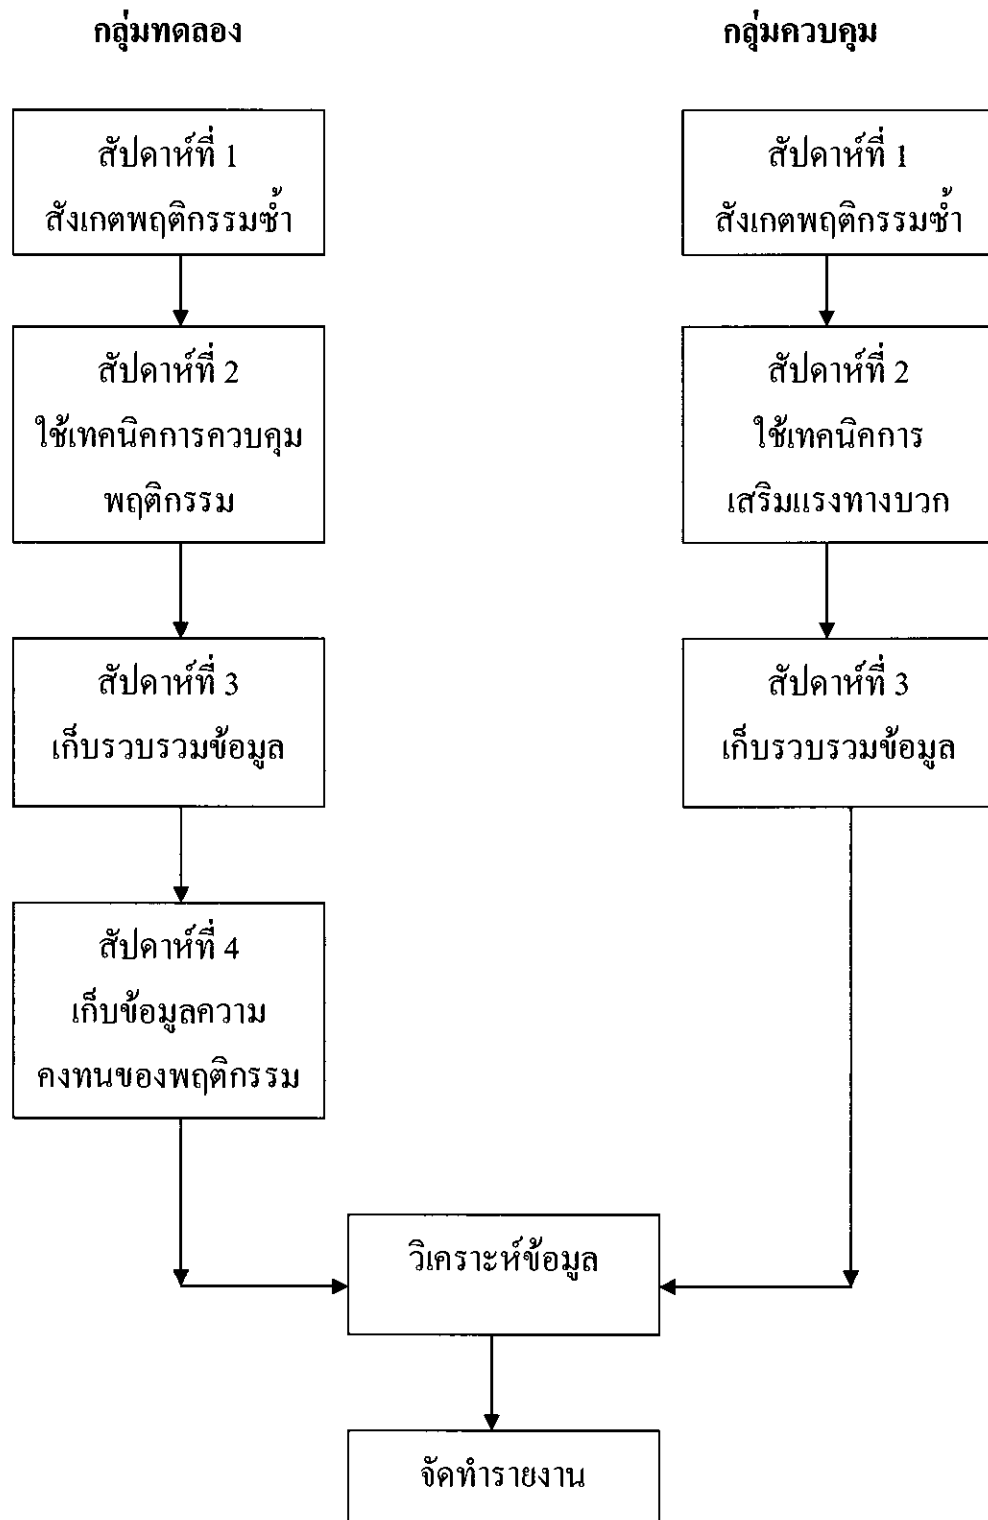 กลุ่มทดลอง
กลุ่มควบคุม
สัปดาห์ที่ 1
สังเกตพฤติกรรมซ้ำ
สัปดาห์ที่ 1
สังเกตพฤติกรรมซ้ำ
สัปดาห์ที่ 2
ใช้เทคนิคการควบคุม
พฤติกรรม
สัปดาห์ที่ 2
ใช้เทคนิคการ
เสริมแรงทางบวก
สัปดาห์ที่ 3
เก็บรวบรวมข้อมูล
สัปดาห์ที่ 3
เก็บรวบรวมข้อมูล
สัปดาห์ที่ 4
เก็บข้อมูลความ
คงทนของพฤติกรรม
วิเคราะห์ข้อมูล
จัดทำรายงาน